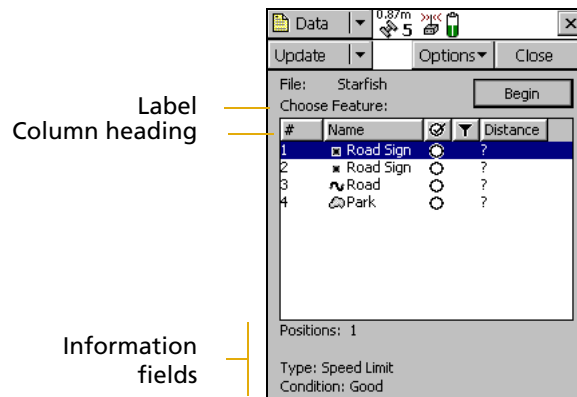 Data 0.87m 5
Update Options Close
File: Starfish Begin
Label Choose Feature:
Column heading # Name Distance
1 Road Sign ?
2 Road Sign ?
3 Road ?
4 Park ?
Positions: 1
Information fields
Type: Speed Limit
Condition: Good